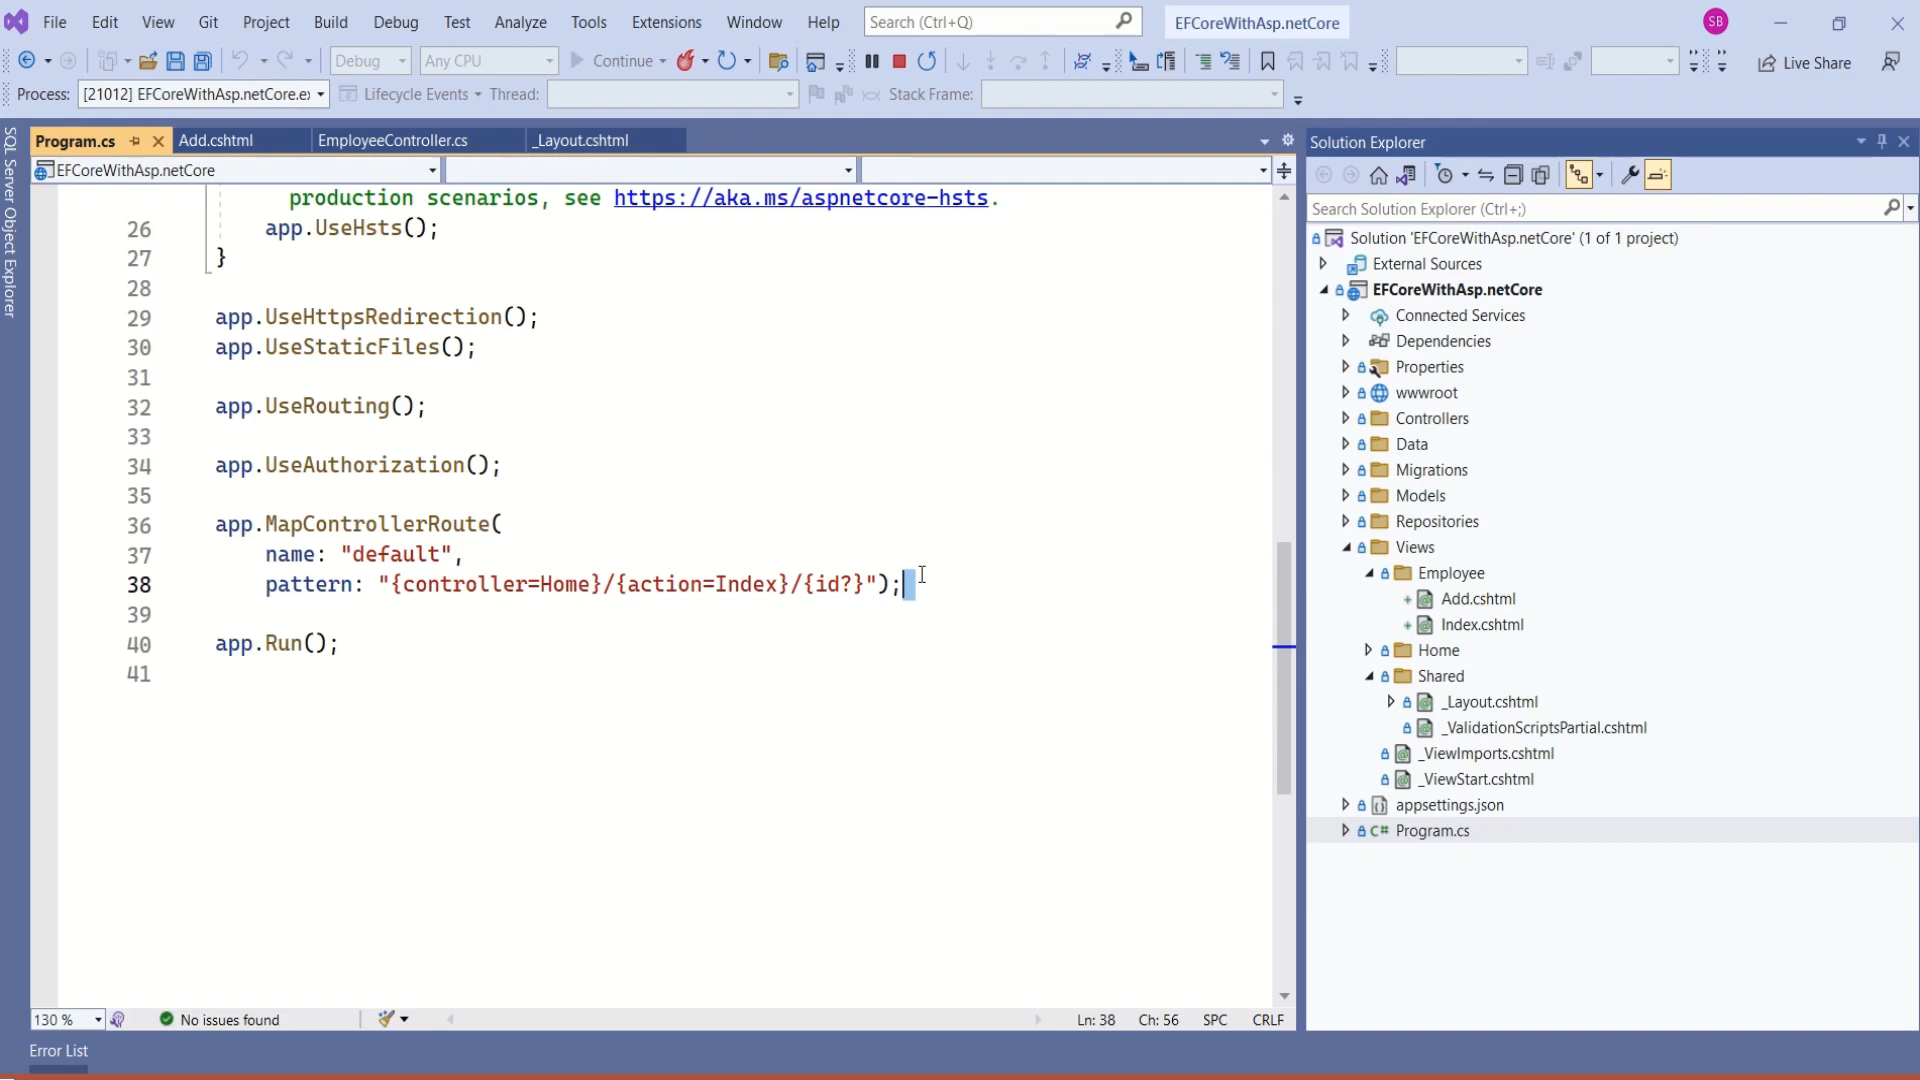 File Edit View Git Project Build Debug Test Analyze Tools Extensions Window Help Search (Ctrl+Q) EFCoreWithAsp.netCore SB
Debug Any CPU Continue Live Share
Process: [21012] EFCoreWithAsp.netCore.ex Lifecycle Events Thread: Stack Frame:
SQL Server Object Explorer
Program.cs Add.cshtml EmployeeController.cs _Layout.cshtml
EFCoreWithAsp.netCore
production scenarios, see https://aka.ms/aspnetcore-hsts.
26 app.UseHsts();
27 }
28
29 app.UseHttpsRedirection();
30 app.UseStaticFiles();
31
32 app.UseRouting();
33
34 app.UseAuthorization();
35
36 app.MapControllerRoute(
37 name: "default",
38 pattern: "{controller=Home}/{action=Index}/{id?}");
39
40 app.Run();
41
130 % No issues found Ln: 38 Ch: 56 SPC CRLF
Error List
Solution Explorer
Search Solution Explorer (Ctrl+;)
Solution 'EFCoreWithAsp.netCore' (1 of 1 project)
External Sources
EFCoreWithAsp.netCore
Connected Services
Dependencies
Properties
wwwroot
Controllers
Data
Migrations
Models
Repositories
Views
Employee
Add.cshtml
Index.cshtml
Home
Shared
_Layout.cshtml
_ValidationScriptsPartial.cshtml
_ViewImports.cshtml
_ViewStart.cshtml
appsettings.json
C# Program.cs